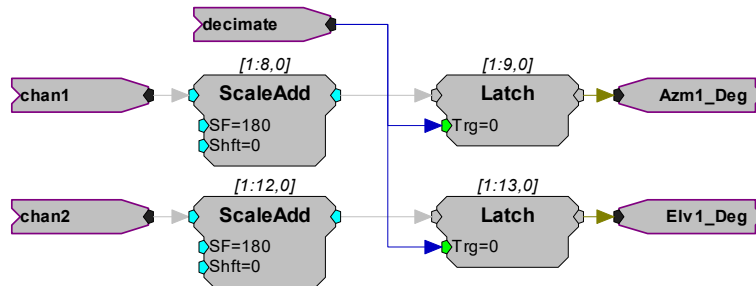 decimate
[1:8,0]
[1:9,0]
chan1
ScaleAdd
Latch
Azm1_Deg
SF=180
Trg=0
Shft=0
[1:12,0]
[1:13,0]
chan2
ScaleAdd
Latch
Elv1_Deg
SF=180
Trg=0
Shft=0